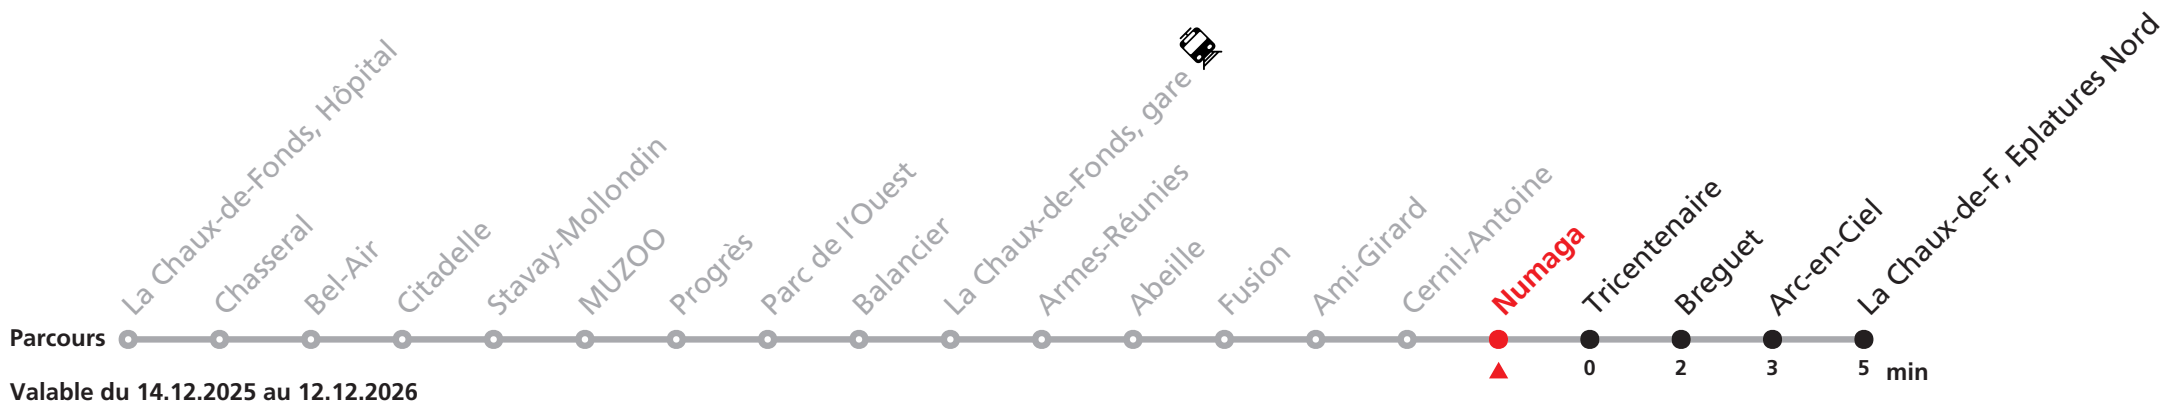 La Chaux-de-Fonds, Hôpital
Chasseral
Bel-Air
Citadelle
Stavay-Mollondin
MUZOO
Progrès
Parc de l'Ouest
Balancier
La Chaux-de-Fonds, gare
Armes-Réunies
Abeille
Fusion
Ami-Girard
Cernil-Antoine
Numaga
Tricentenaire
Breguet
Arc-en-Ciel
La Chaux-de-F, Eplatures Nord
Parcours
0 2 3 5 min
Valable du 14.12.2025 au 12.12.2026